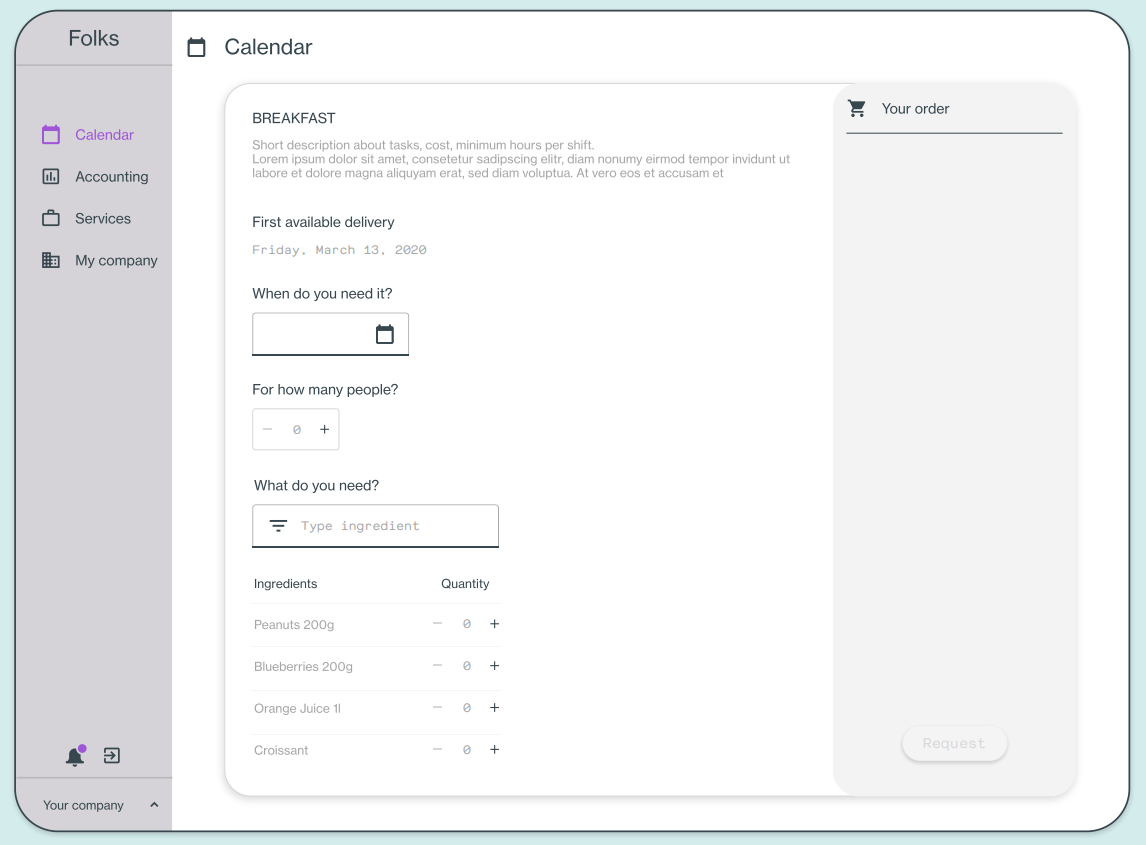 Folks
Calendar
Accounting
Services
My company
Your company
Calendar
BREAKFAST
Short description about tasks, cost, minimum hours per shift.
Lorem ipsum dolor sit amet, consetetur sadipscing elitr, diam nonumy eirmod tempor invidunt ut
labore et dolore magna aliquyam erat, sed diam voluptua. At vero eos et accusam et
First available delivery
Friday, March 13, 2020
When do you need it?
For how many people?
− 0 +
What do you need?
Type ingredient
Ingredients Quantity
Peanuts 200g − 0 +
Blueberries 200g − 0 +
Orange Juice 1l − 0 +
Croissant − 0 +
Your order
Request